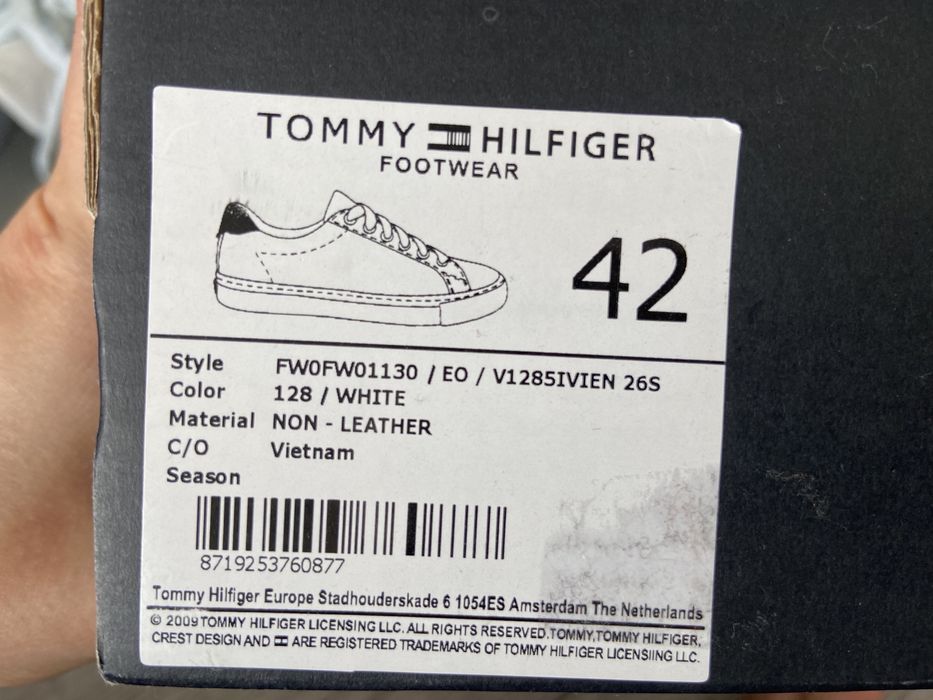 TOMMY HILFIGER
FOOTWEAR
42
Style FW0FW01130 / EO / V1285IVIEN 26S
Color 128 / WHITE
Material NON - LEATHER
C/O Vietnam
Season
8719253760877
Tommy Hilfiger Europe Stadhouderskade 6 1054ES Amsterdam The Netherlands
© 2009 TOMMY HILFIGER LICENSING LLC. ALL RIGHTS RESERVED.TOMMY,TOMMY HILFIGER,
CREST DESIGN AND ARE REGISTERED TRADEMARKS OF TOMMY HILFIGER LICENSIING LLC.